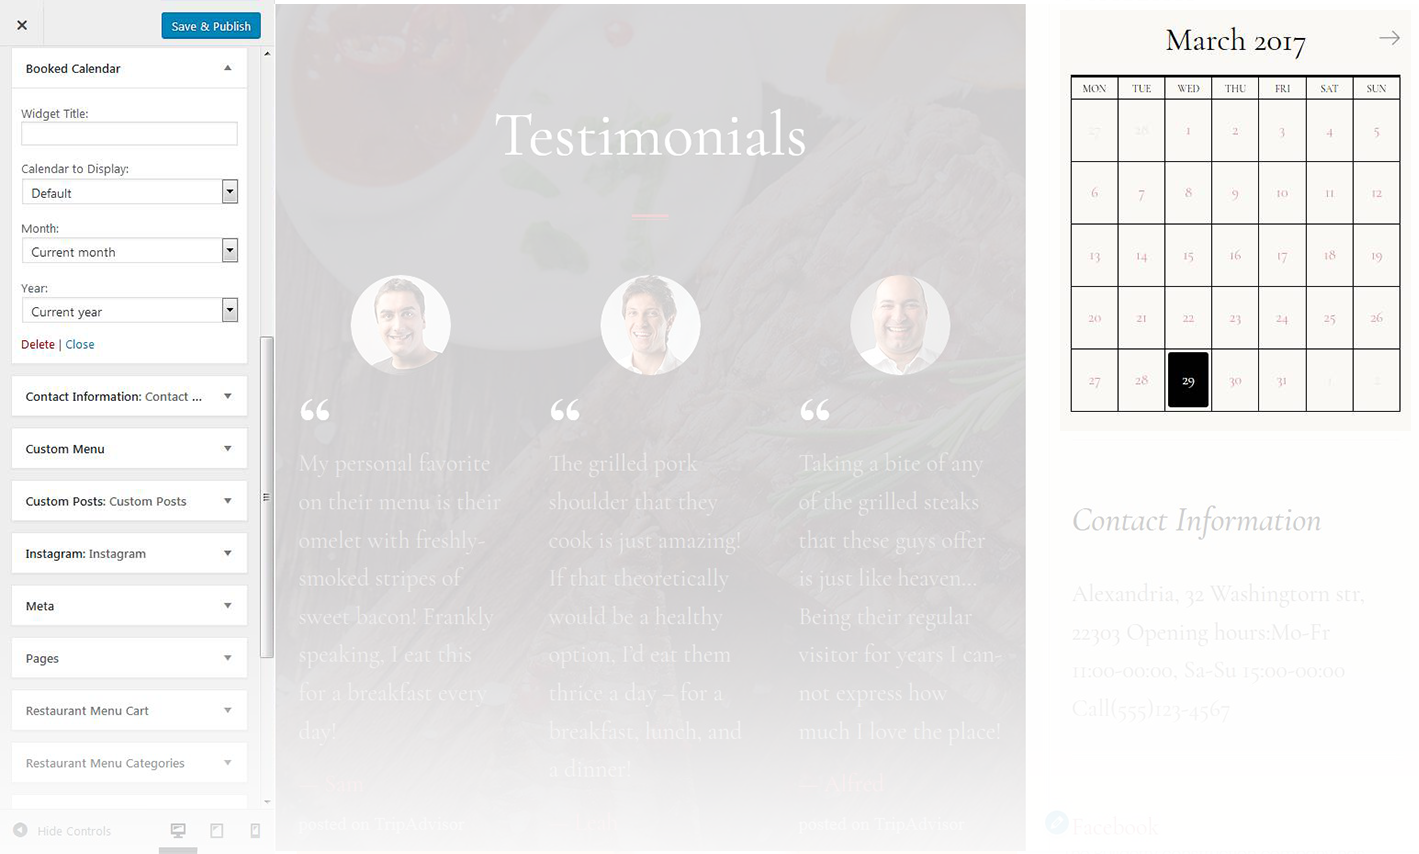 Save & Publish
Booked Calendar
Widget Title:
Calendar to Display:
Default
Month:
Current month
Year:
Current year
Delete | Close
Contact Information: Contact ...
Custom Menu
Custom Posts: Custom Posts
Instagram: Instagram
Meta
Pages
Restaurant Menu Cart
Restaurant Menu Categories
Hide Controls
Testimonials
“
My personal favorite
on their menu is their
omelet with freshly-
smoked stripes of
sweet bacon! Frankly
speaking, I eat this
for a breakfast every
day!
— Sam
posted on TripAdvisor
“
The grilled pork
shoulder that they
cook is just amazing!
If that theoretically
would be a healthy
option, I'd eat them
thrice a day – for a
breakfast, lunch, and
a dinner!
“
Taking a bite of any
of the grilled steaks
that these guys offer
is just like heaven...
Being their regular
visitor for years I can-
not express how
much I love the place!
— Alfred
posted on TripAdvisor
March 2017
MON TUE WED THU FRI SAT SUN
27 28 1 2 3 4 5
6 7 8 9 10 11 12
13 14 15 16 17 18 19
20 21 22 23 24 25 26
27 28 29 30 31 1 2
Contact Information
Alexandria, 32 Washingtorn str,
22303 Opening hours:Mo-Fr
11:00-00:00, Sa-Su 15:00-00:00
Call(555)123-4567
Facebook